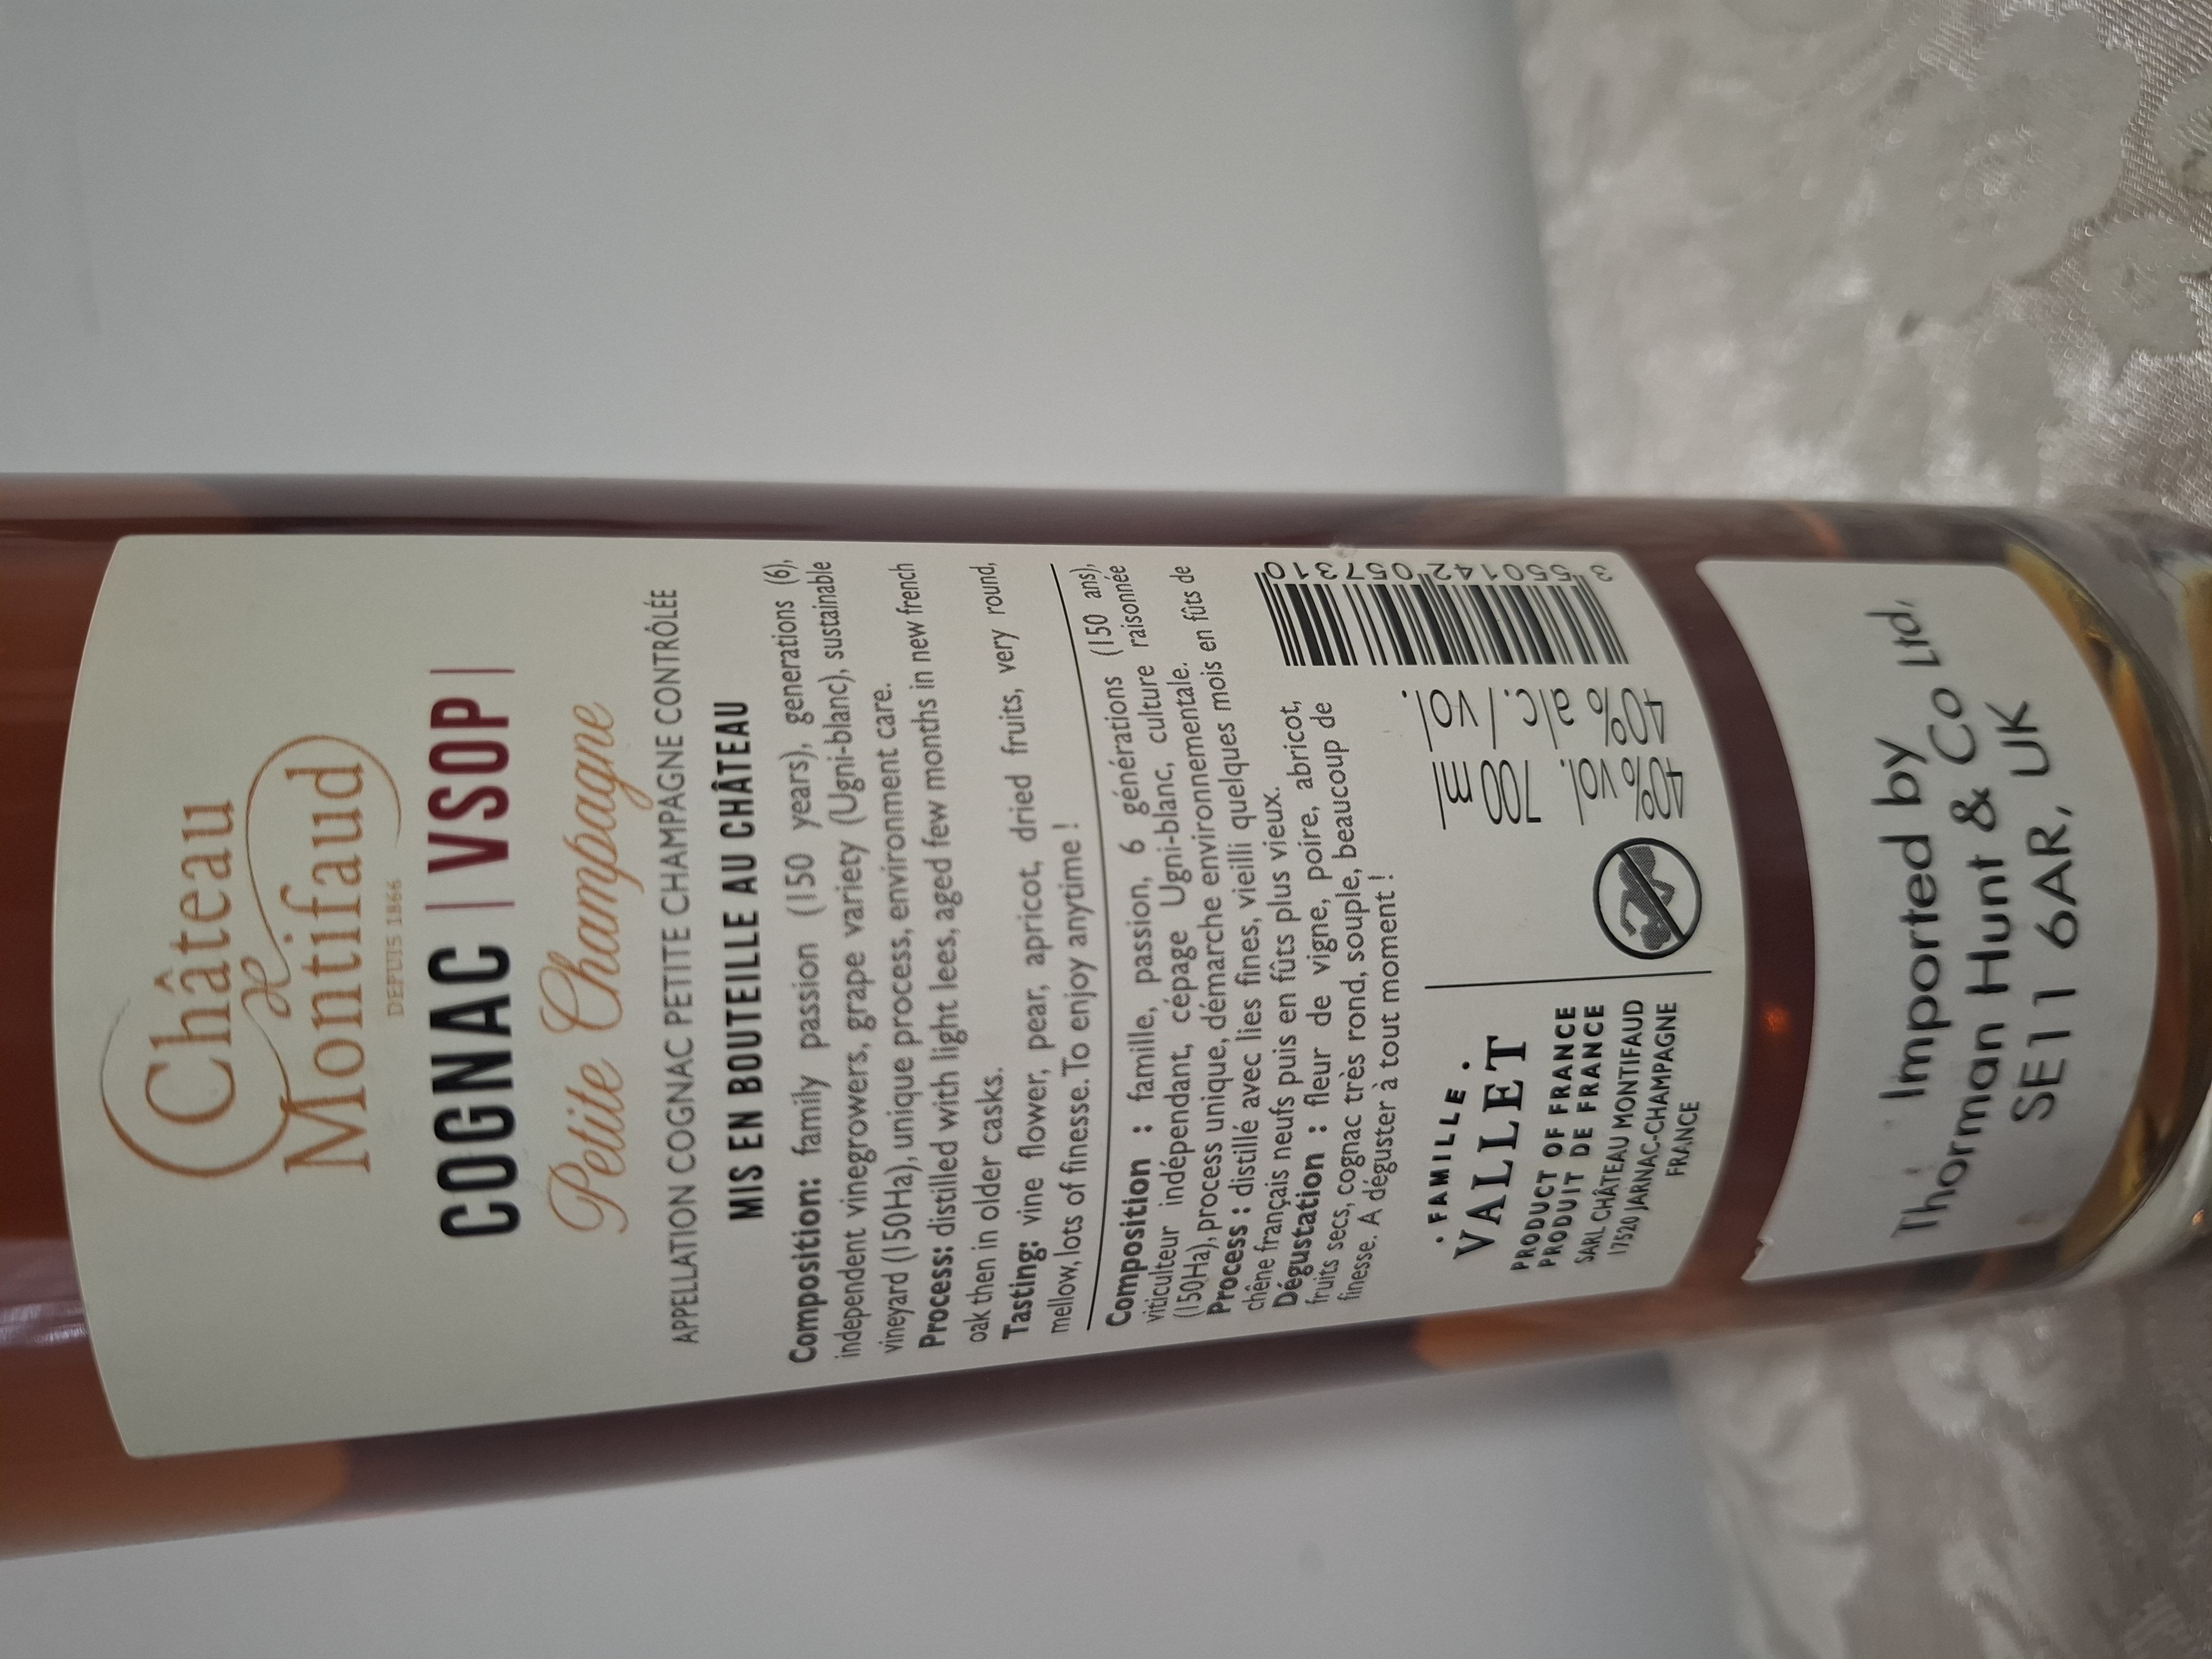 Château
de
Montifaud
DEPUIS 1866
COGNAC | VSOP |
Petite Champagne
APPELLATION COGNAC PETITE CHAMPAGNE CONTRÔLÉE
MIS EN BOUTEILLE AU CHÂTEAU
Composition: family passion (150 years), generations (6),
independent vinegrowers, grape variety (Ugni-blanc), sustainable
vineyard (150Ha), unique process, environment care.
Process: distilled with light lees, aged few months in new french
oak then in older casks.
Tasting: vine flower, pear, apricot, dried fruits, very round,
mellow, lots of finesse. To enjoy anytime !
Composition : famille, passion, 6 générations (150 ans),
viticulteur indépendant, cépage Ugni-blanc, culture raisonnée
(150Ha), process unique, démarche environnementale.
Process : distillé avec lies fines, vieilli quelques mois en fûts de
chêne français neufs puis en fûts plus vieux.
Dégustation : fleur de vigne, poire, abricot,
fruits secs, cognac très rond, souple, beaucoup de
finesse. A déguster à tout moment !
· FAMILLE ·
VALLET
PRODUCT OF FRANCE
PRODUIT DE FRANCE
SARL CHÂTEAU MONTIFAUD
17520 JARNAC-CHAMPAGNE
FRANCE
700 ml
40% vol.
40% alc. / vol.
3 550142 057310
Imported by
Thorman Hunt & Co Ltd,
SE11 6AR, UK